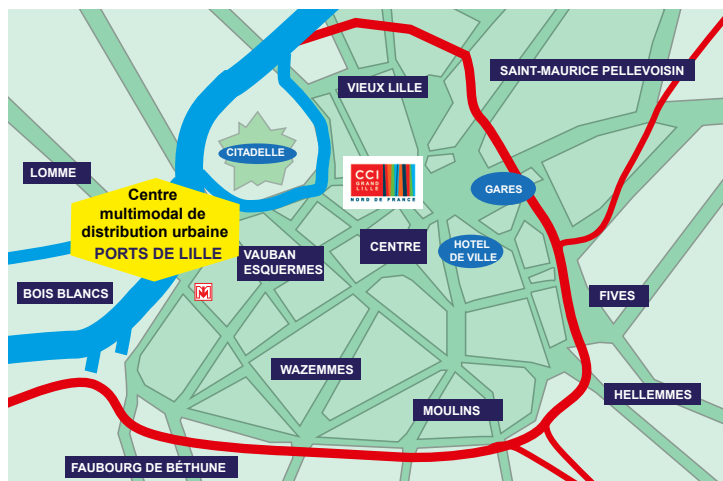 SAINT-MAURICE PELLEVOISIN
VIEUX LILLE
CITADELLE
LOMME
CCI
GRAND
LILLE
NORD DE FRANCE
GARES
Centre
multimodal de
distribution urbaine
PORTS DE LILLE
CENTRE
HOTEL
DE VILLE
VAUBAN
ESQUERMES
BOIS BLANCS
M
FIVES
WAZEMMES
HELLEMMES
MOULINS
FAUBOURG DE BÉTHUNE